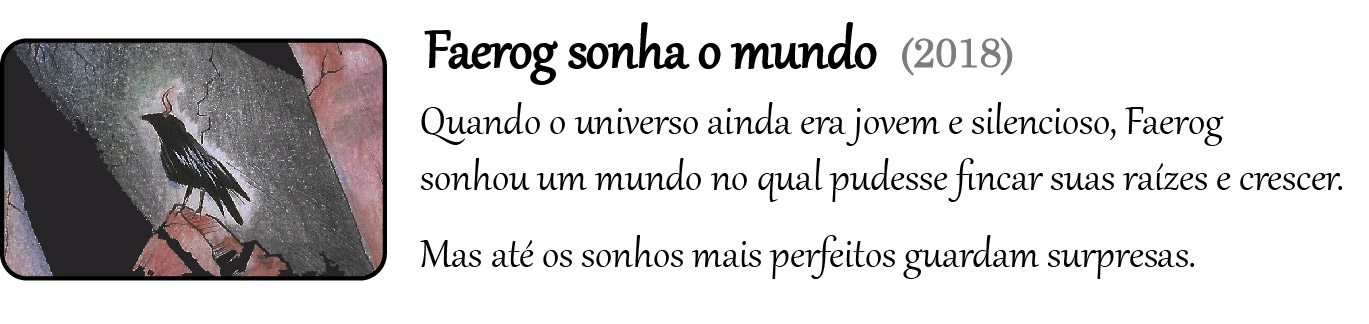 Faerog sonha o mundo (2018)
Quando o universo ainda era jovem e silencioso, Faerog
sonhou um mundo no qual pudesse fincar suas raízes e crescer.
Mas até os sonhos mais perfeitos guardam surpresas.